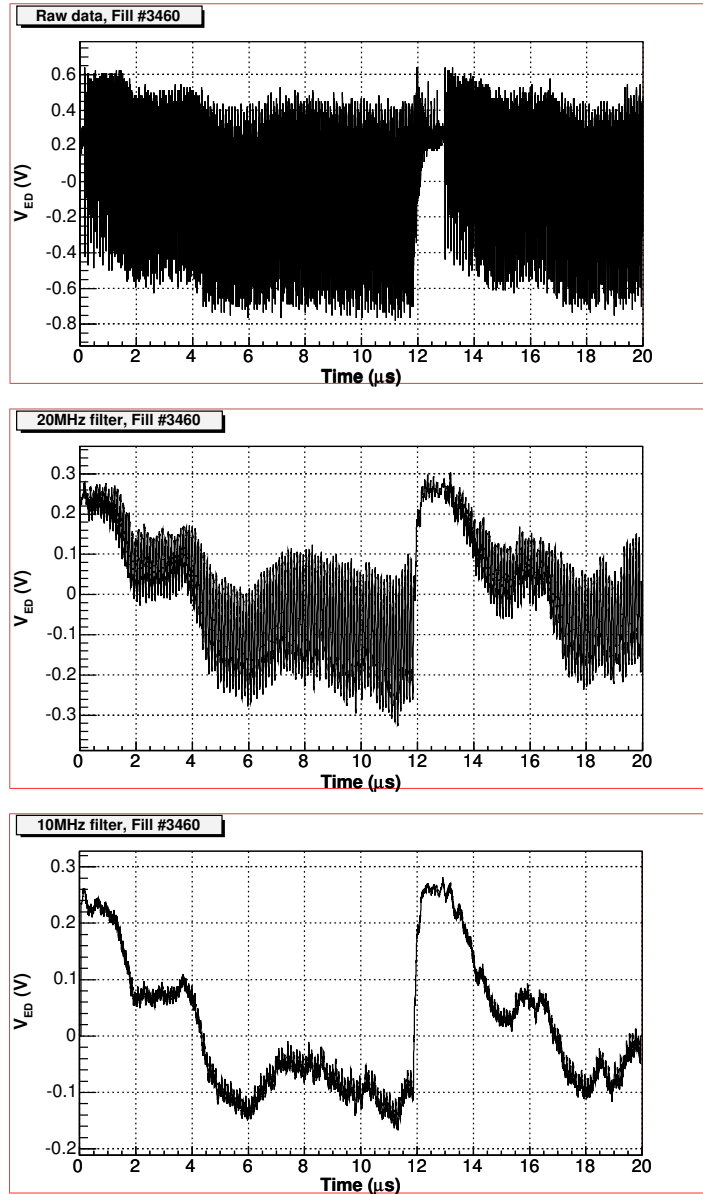 Raw data, Fill #3460
0.6
0.4
0.2
-0
-0.2
-0.4
-0.6
-0.8
V_ED (V)
0 2 4 6 8 10 12 14 16 18 20
Time (μs)
20MHz filter, Fill #3460
0.3
0.2
0.1
0
-0.1
-0.2
-0.3
V_ED (V)
0 2 4 6 8 10 12 14 16 18 20
Time (μs)
10MHz filter, Fill #3460
0.3
0.2
0.1
0
-0.1
-0.2
V_ED (V)
0 2 4 6 8 10 12 14 16 18 20
Time (μs)